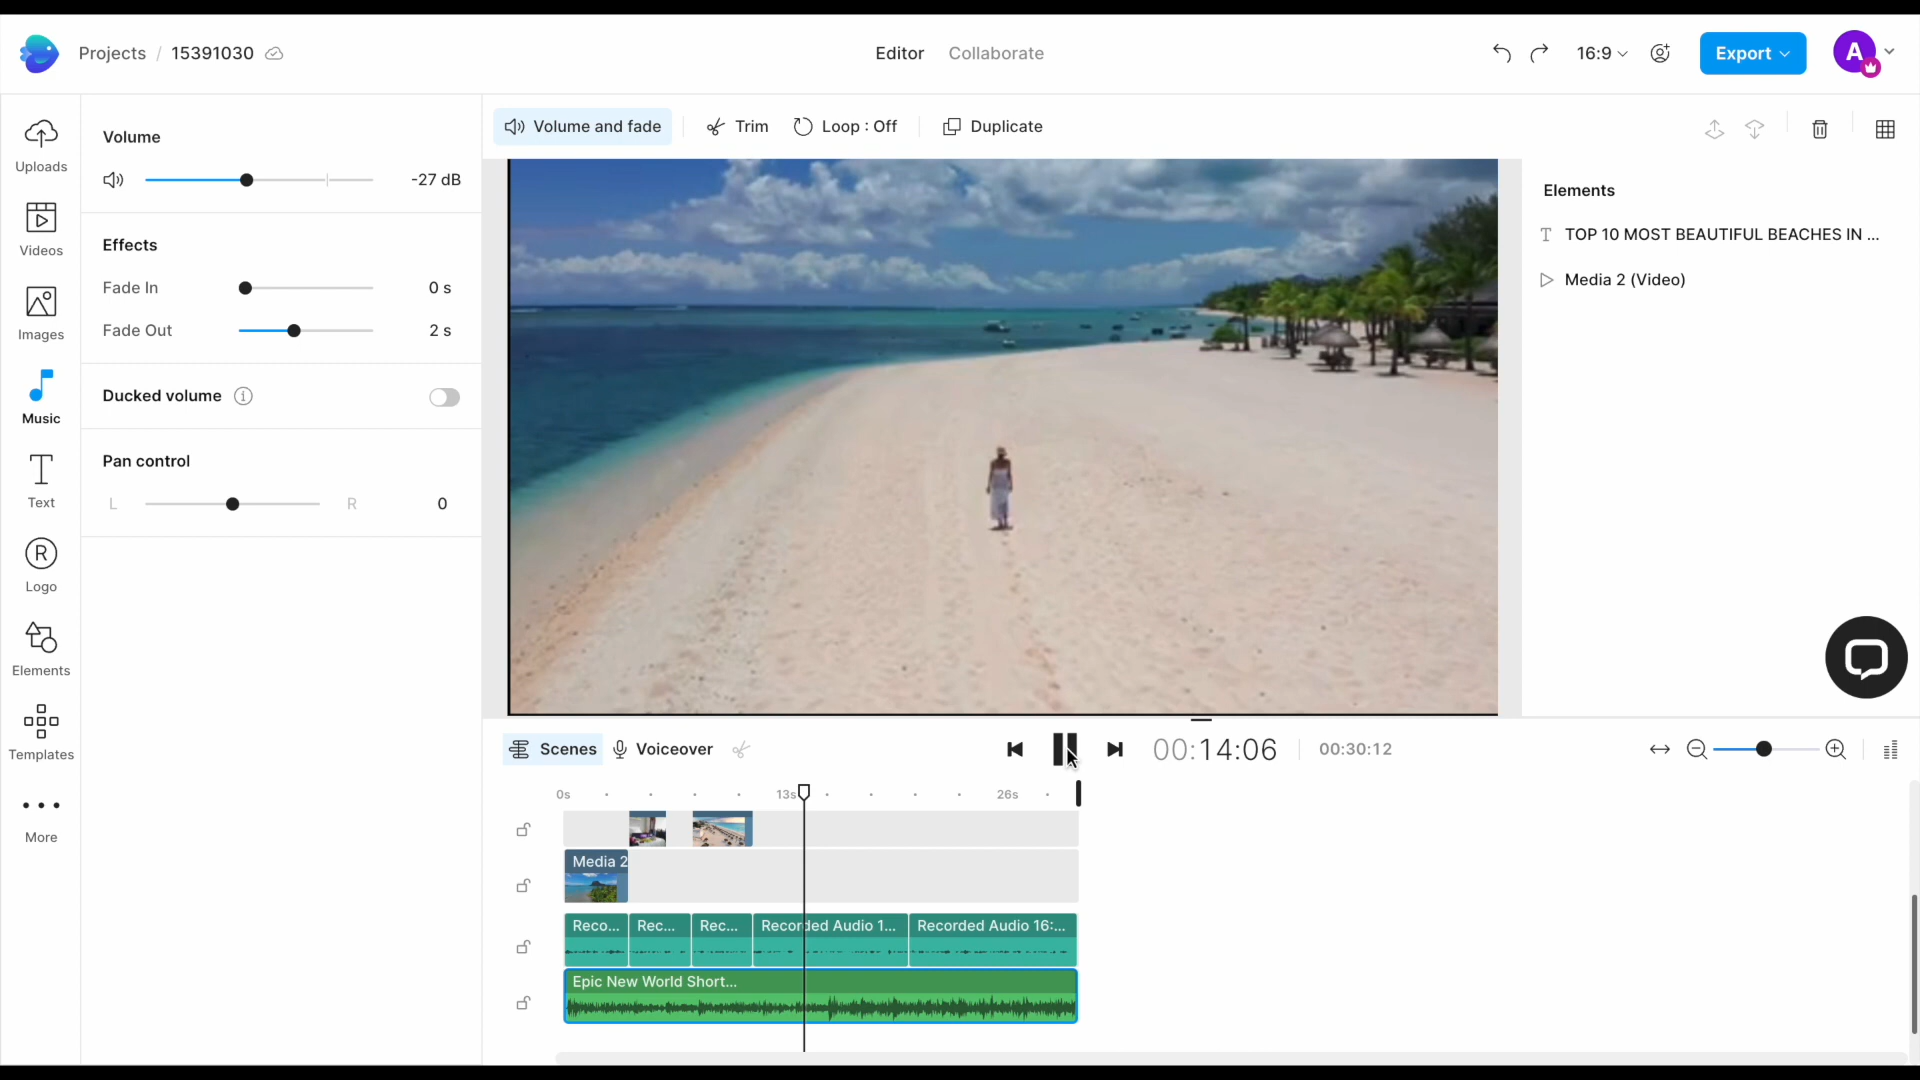 Projects / 15391030
Editor
Collaborate
16:9
Export
A
Uploads
Videos
Images
Music
Text
Logo
R
Elements
Templates
More
Volume
-27 dB
Effects
Fade In 0 s
Fade Out 2 s
Ducked volume
Pan control
L R 0
Volume and fade
Trim
Loop : Off
Duplicate
Elements
T TOP 10 MOST BEAUTIFUL BEACHES IN ...
Media 2 (Video)
Scenes
Voiceover
00:14:06
00:30:12
0s 13s 26s
Media 2
Reco... Rec... Rec... Recorded Audio 1... Recorded Audio 16:...
Epic New World Short...